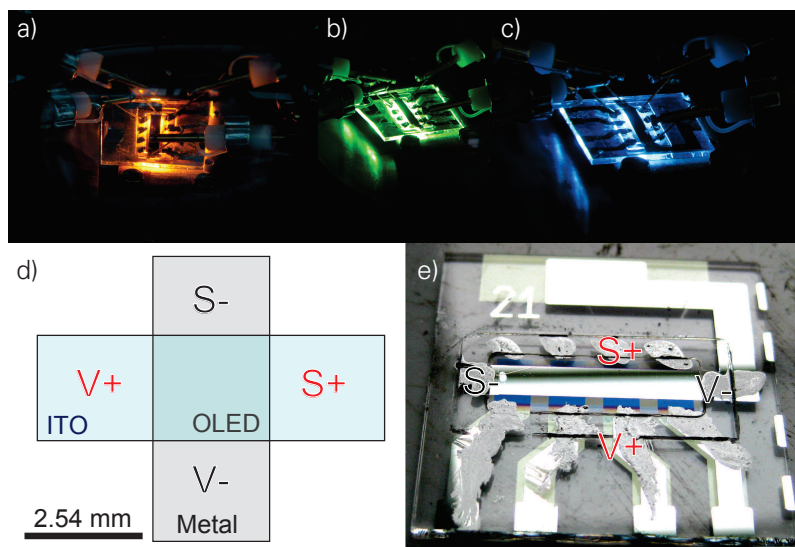 a)
b)
c)
d)
S-
V+
S+
ITO
OLED
V-
Metal
2.54 mm
e)
21
S+
S-
V-
V+